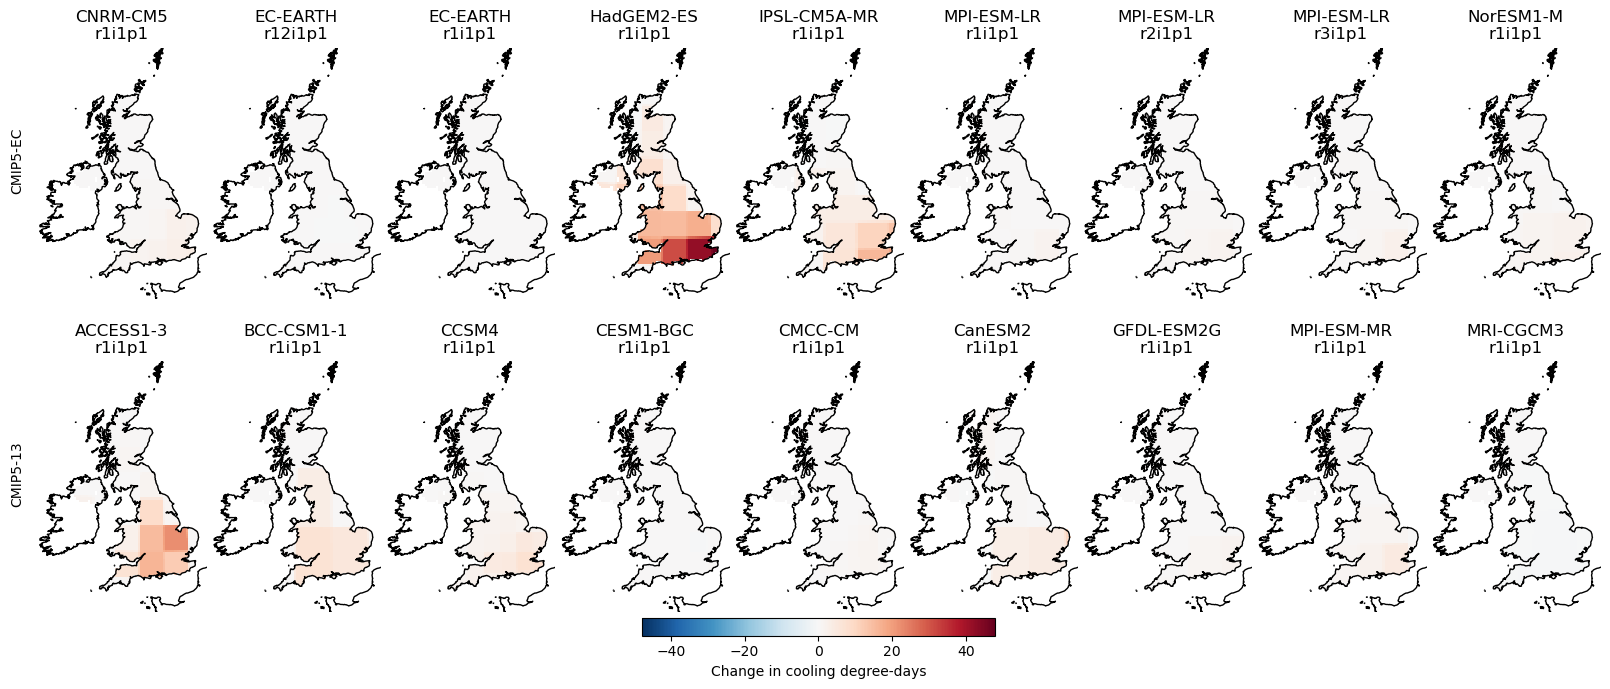 CNRM-CM5
r1i1p1
EC-EARTH
r12i1p1
EC-EARTH
r1i1p1
HadGEM2-ES
r1i1p1
IPSL-CM5A-MR
r1i1p1
MPI-ESM-LR
r1i1p1
MPI-ESM-LR
r2i1p1
MPI-ESM-LR
r3i1p1
NorESM1-M
r1i1p1
CMIP5-EC
ACCESS1-3
r1i1p1
BCC-CSM1-1
r1i1p1
CCSM4
r1i1p1
CESM1-BGC
r1i1p1
CMCC-CM
r1i1p1
CanESM2
r1i1p1
GFDL-ESM2G
r1i1p1
MPI-ESM-MR
r1i1p1
MRI-CGCM3
r1i1p1
CMIP5-13
−40 −20 0 20 40
Change in cooling degree-days